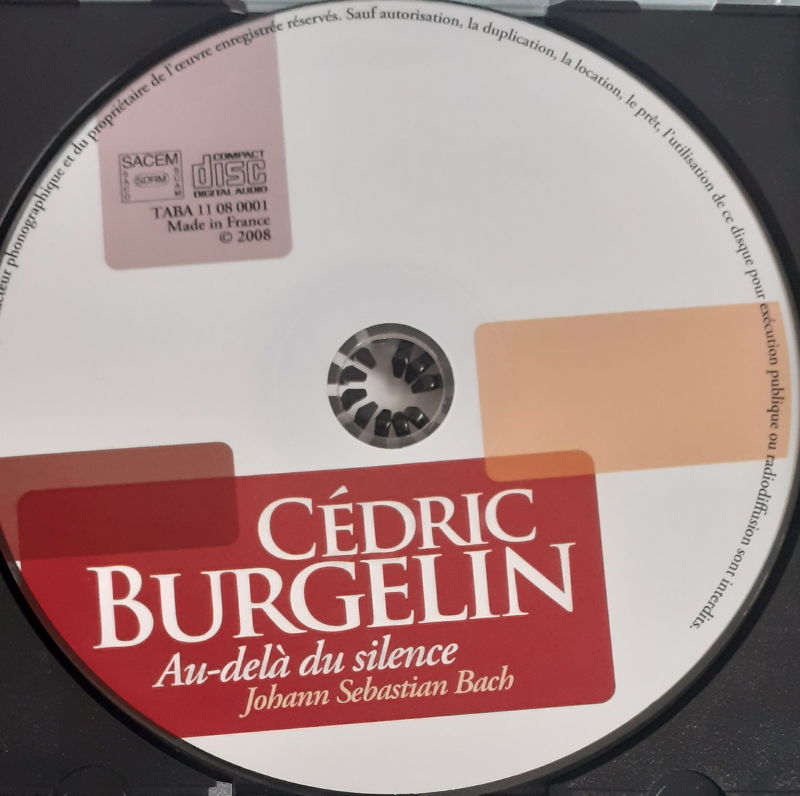 phonographique et du propriétaire de l'œuvre enregistrée réservés. Sauf autorisation, la duplication, la location, le prêt, l'utilisation de ce disque pour exécution publique ou radiodiffusion sont interdits.
SACEM
SACD
SDRM
SCAM
COMPACT
disc
DIGITAL AUDIO
TABA 11 08 0001
Made in France
© 2008
CÉDRIC
BURGELIN
Au-delà du silence
Johann Sebastian Bach